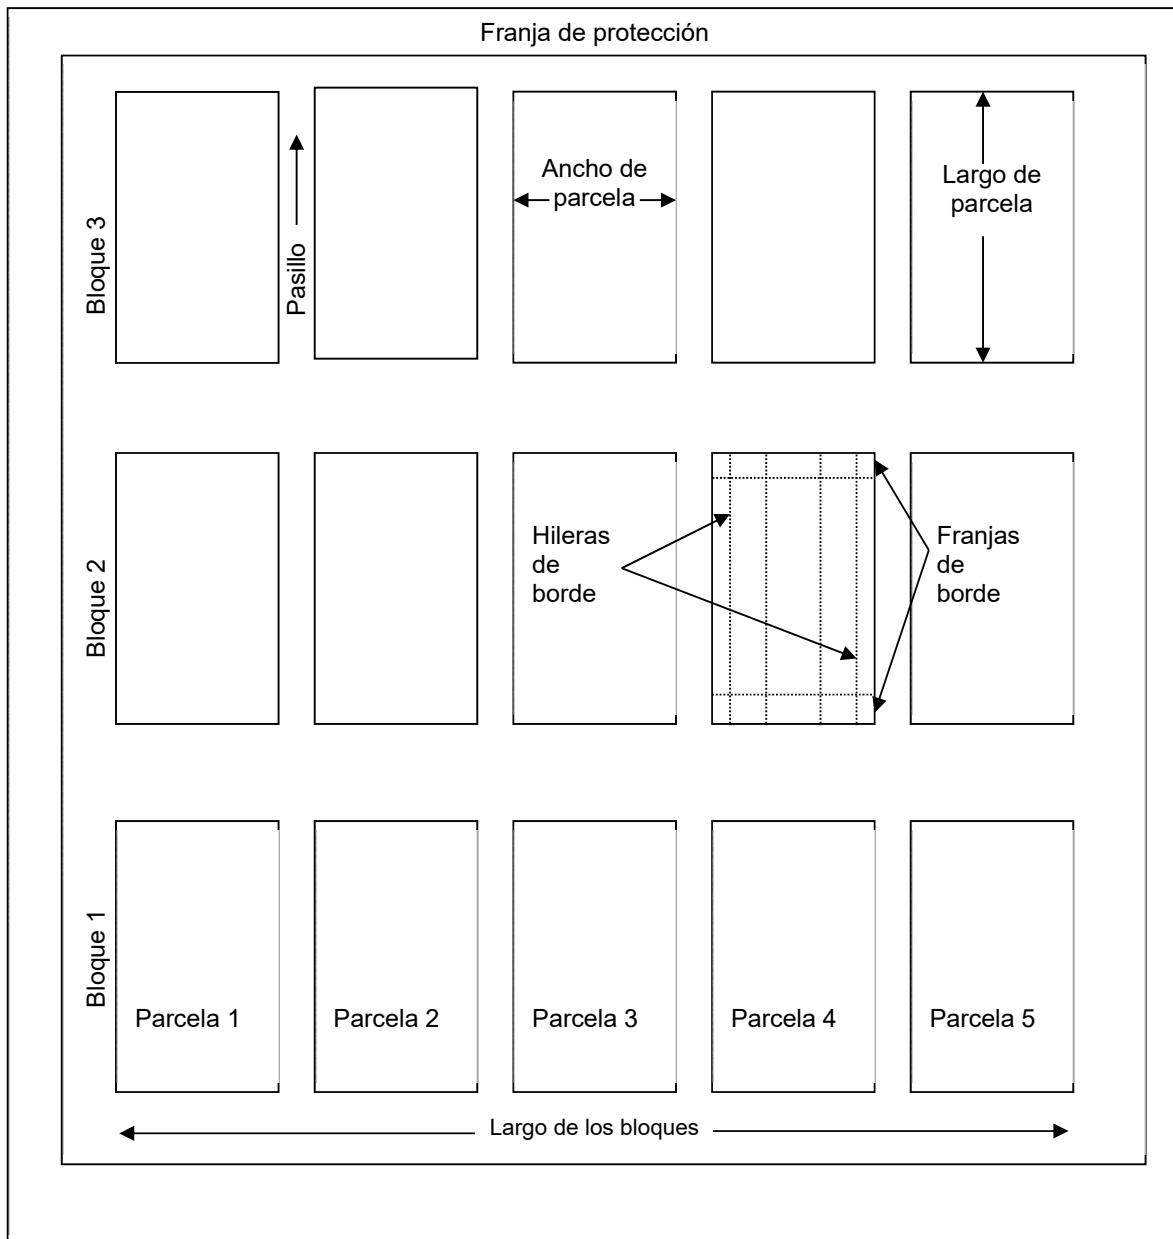 Franja de protección
Bloque 3
Pasillo
Ancho de
parcela
Largo de
parcela
Bloque 2
Hileras
de
borde
Franjas
de
borde
Bloque 1
Parcela 1
Parcela 2
Parcela 3
Parcela 4
Parcela 5
Largo de los bloques